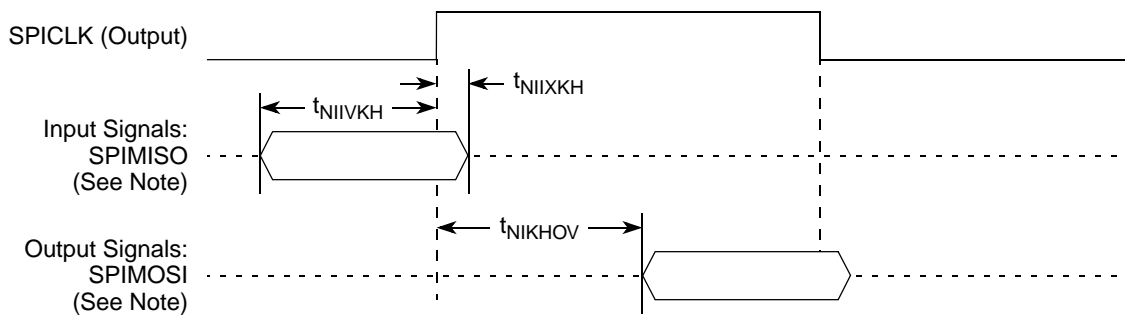 SPICLK (Output)
tNIIXKH
tNIIVKH
Input Signals:
SPIMISO
(See Note)
tNIKHOV
Output Signals:
SPIMOSI
(See Note)